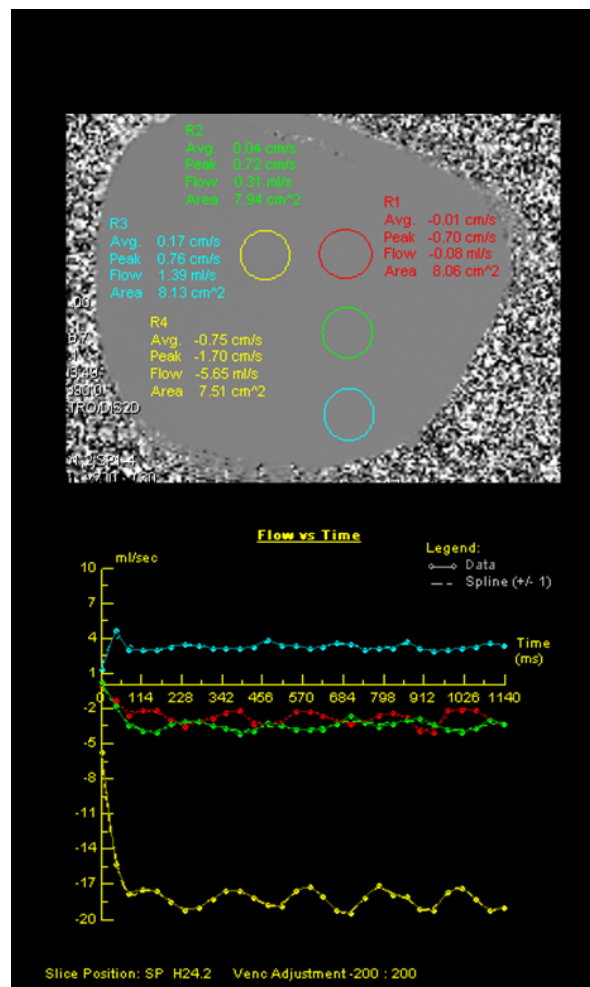 R2
Avg. 0.04 cm/s
Peak 0.72 cm/s
Flow 0.31 ml/s
Area 7.94 cm^2
R1
Avg. -0.01 cm/s
Peak -0.70 cm/s
Flow -0.08 ml/s
Area 8.06 cm^2
R3
Avg. 0.17 cm/s
Peak 0.76 cm/s
Flow 1.39 ml/s
Area 8.13 cm^2
R4
Avg. -0.75 cm/s
Peak -1.70 cm/s
Flow -5.65 ml/s
Area 7.51 cm^2
TRO/DIS2D
Flow vs Time
Legend:
Data
Spline (+/- 1)
ml/sec
10
7
4
1
-2
-5
-8
-11
-14
-17
-20
Time
(ms)
0 114 228 342 456 570 684 798 912 1026 1140
Slice Position: SP H24.2 Venc Adjustment -200 : 200